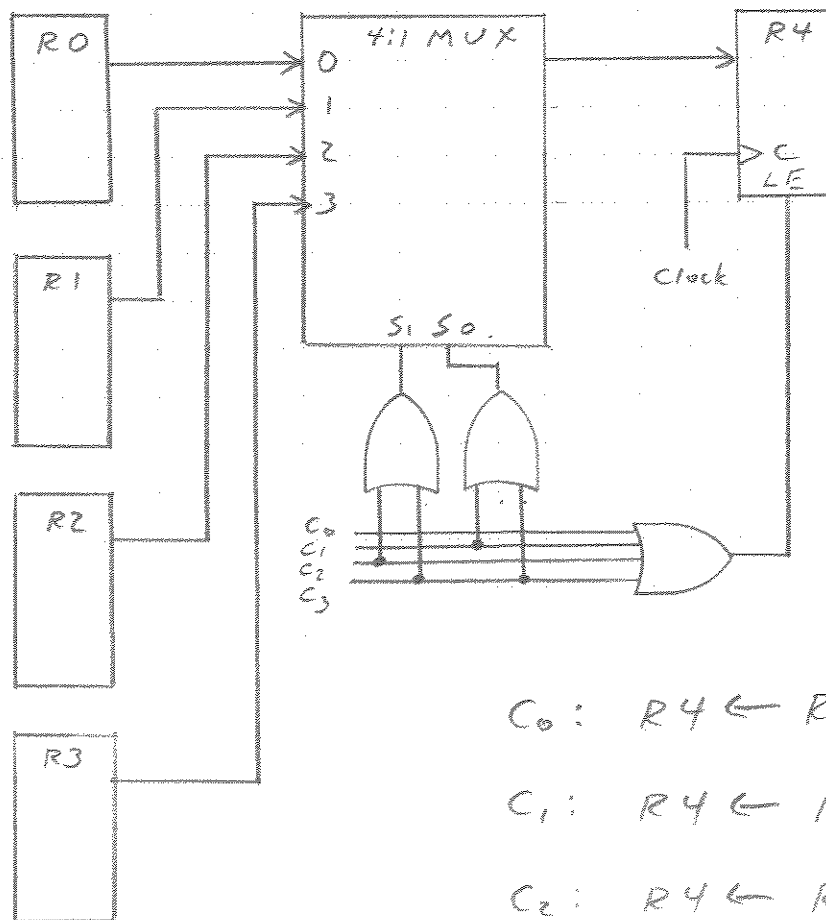 R0
4:1 MUX
R4
0
1
2
3
C
LE
R1
Clock
S1 S0
R2
C0
C1
C2
C3
C0: R4 ← R
R3
C1: R4 ←
C2: R4 ← R